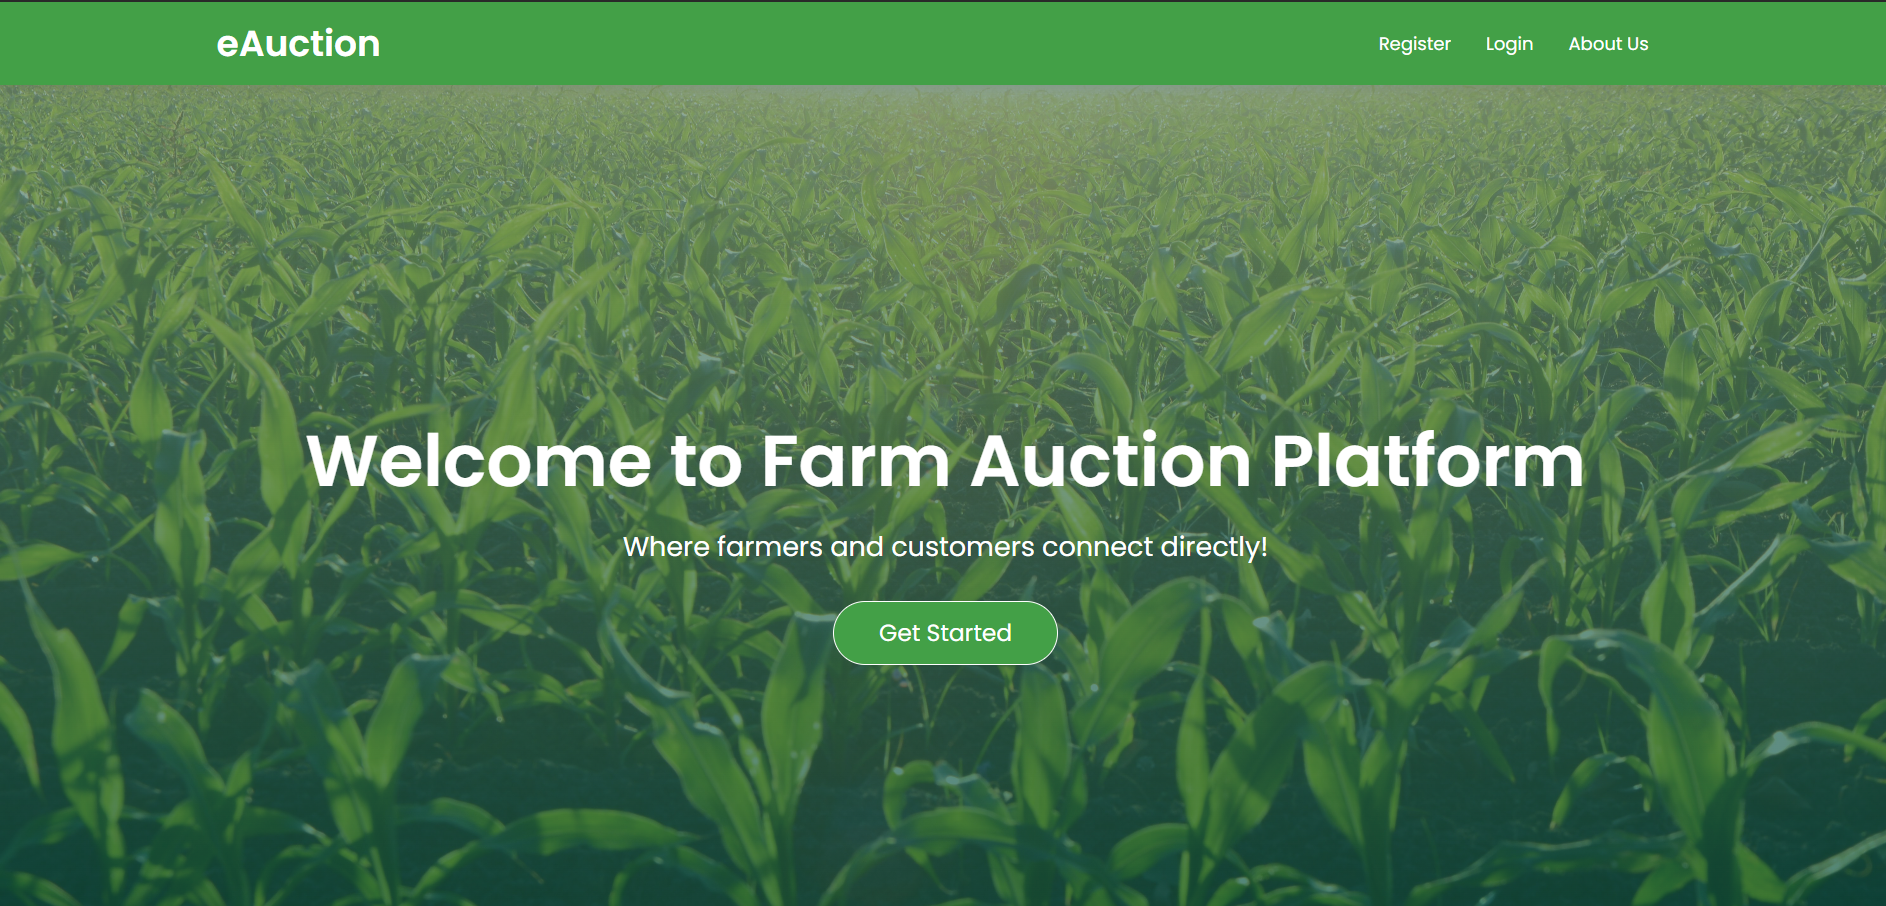 eAuction
Register Login About Us
Welcome to Farm Auction Platform
Where farmers and customers connect directly!
Get Started